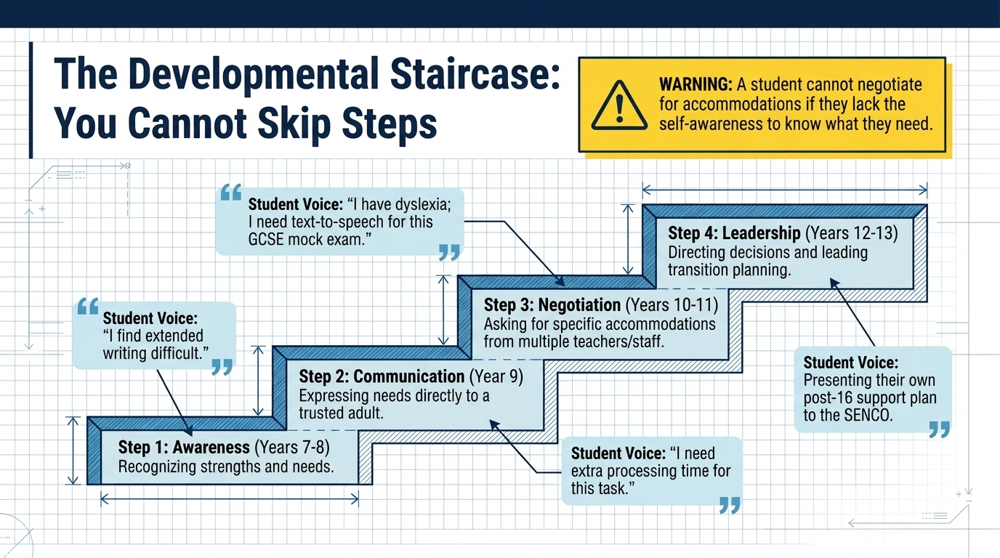 The Developmental Staircase:
You Cannot Skip Steps
WARNING: A student cannot negotiate
for accommodations if they lack the
self-awareness to know what they need.
“
Student Voice: “I have dyslexia;
I need text-to-speech for this
GCSE mock exam.”
”
Step 4: Leadership (Years 12-13)
Directing decisions and leading
transition planning.
Step 3: Negotiation (Years 10-11)
Asking for specific accommodations
from multiple teachers/staff.
“
Student Voice:
“I find extended
writing difficult.”
”
Student Voice:
Presenting their own
post-16 support plan
to the SENCO.
”
Step 2: Communication (Year 9)
Expressing needs directly to a
trusted adult.
Step 1: Awareness (Years 7-8)
Recognizing strengths and needs.
Student Voice: “I need
extra processing time for
this task.”
”